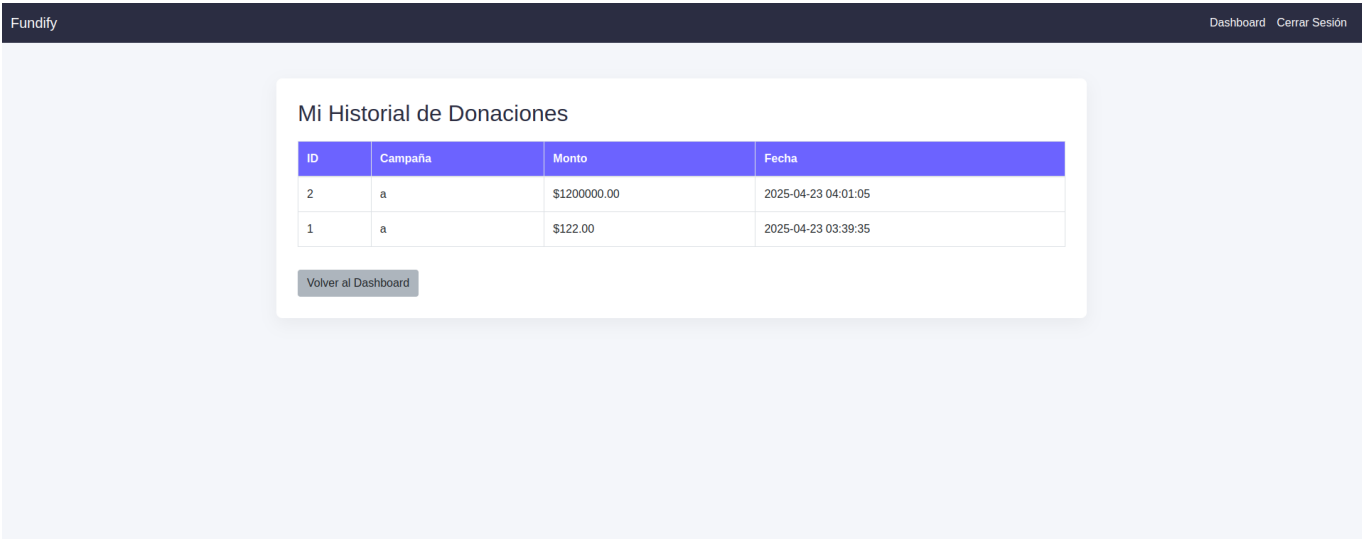 Fundify Dashboard Cerrar Sesión
Mi Historial de Donaciones
ID Campaña Monto Fecha
2 a $1200000.00 2025-04-23 04:01:05
1 a $122.00 2025-04-23 03:39:35
Volver al Dashboard